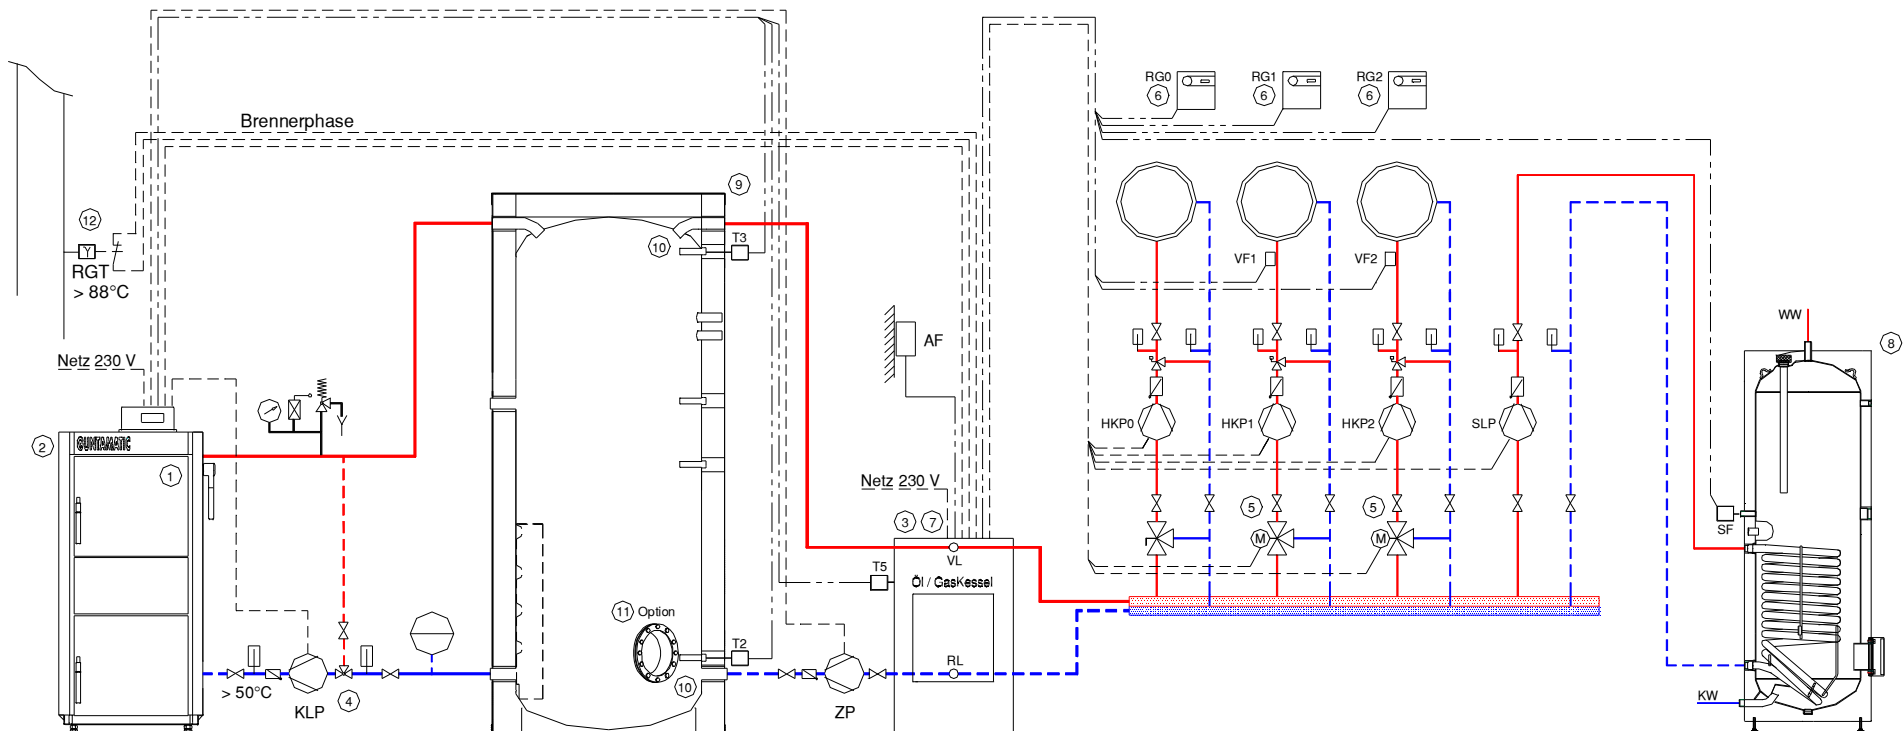 RG0
RG1
RG2
6
6
6
Brennerphase
9
12
Y
RGT
> 88°C
10
T3
VF1
VF2
AF
WW
8
Netz 230 V
2
GUNTAMATIC
1
HKP0
HKP1
HKP2
SLP
Netz 230 V
3
7
5
5
M
M
SF
VL
T5
Öl / GasKessel
11
Option
T2
RL
10
> 50°C
KLP
4
ZP
KW